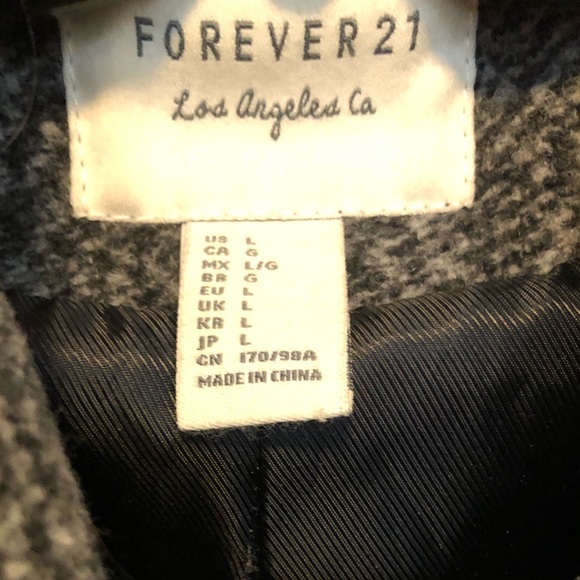 FOREVER 21
Los Angeles Ca
US L
CA G
MX L/G
BR G
EU L
UK L
KR L
JP L
CN 170/98A
MADE IN CHINA